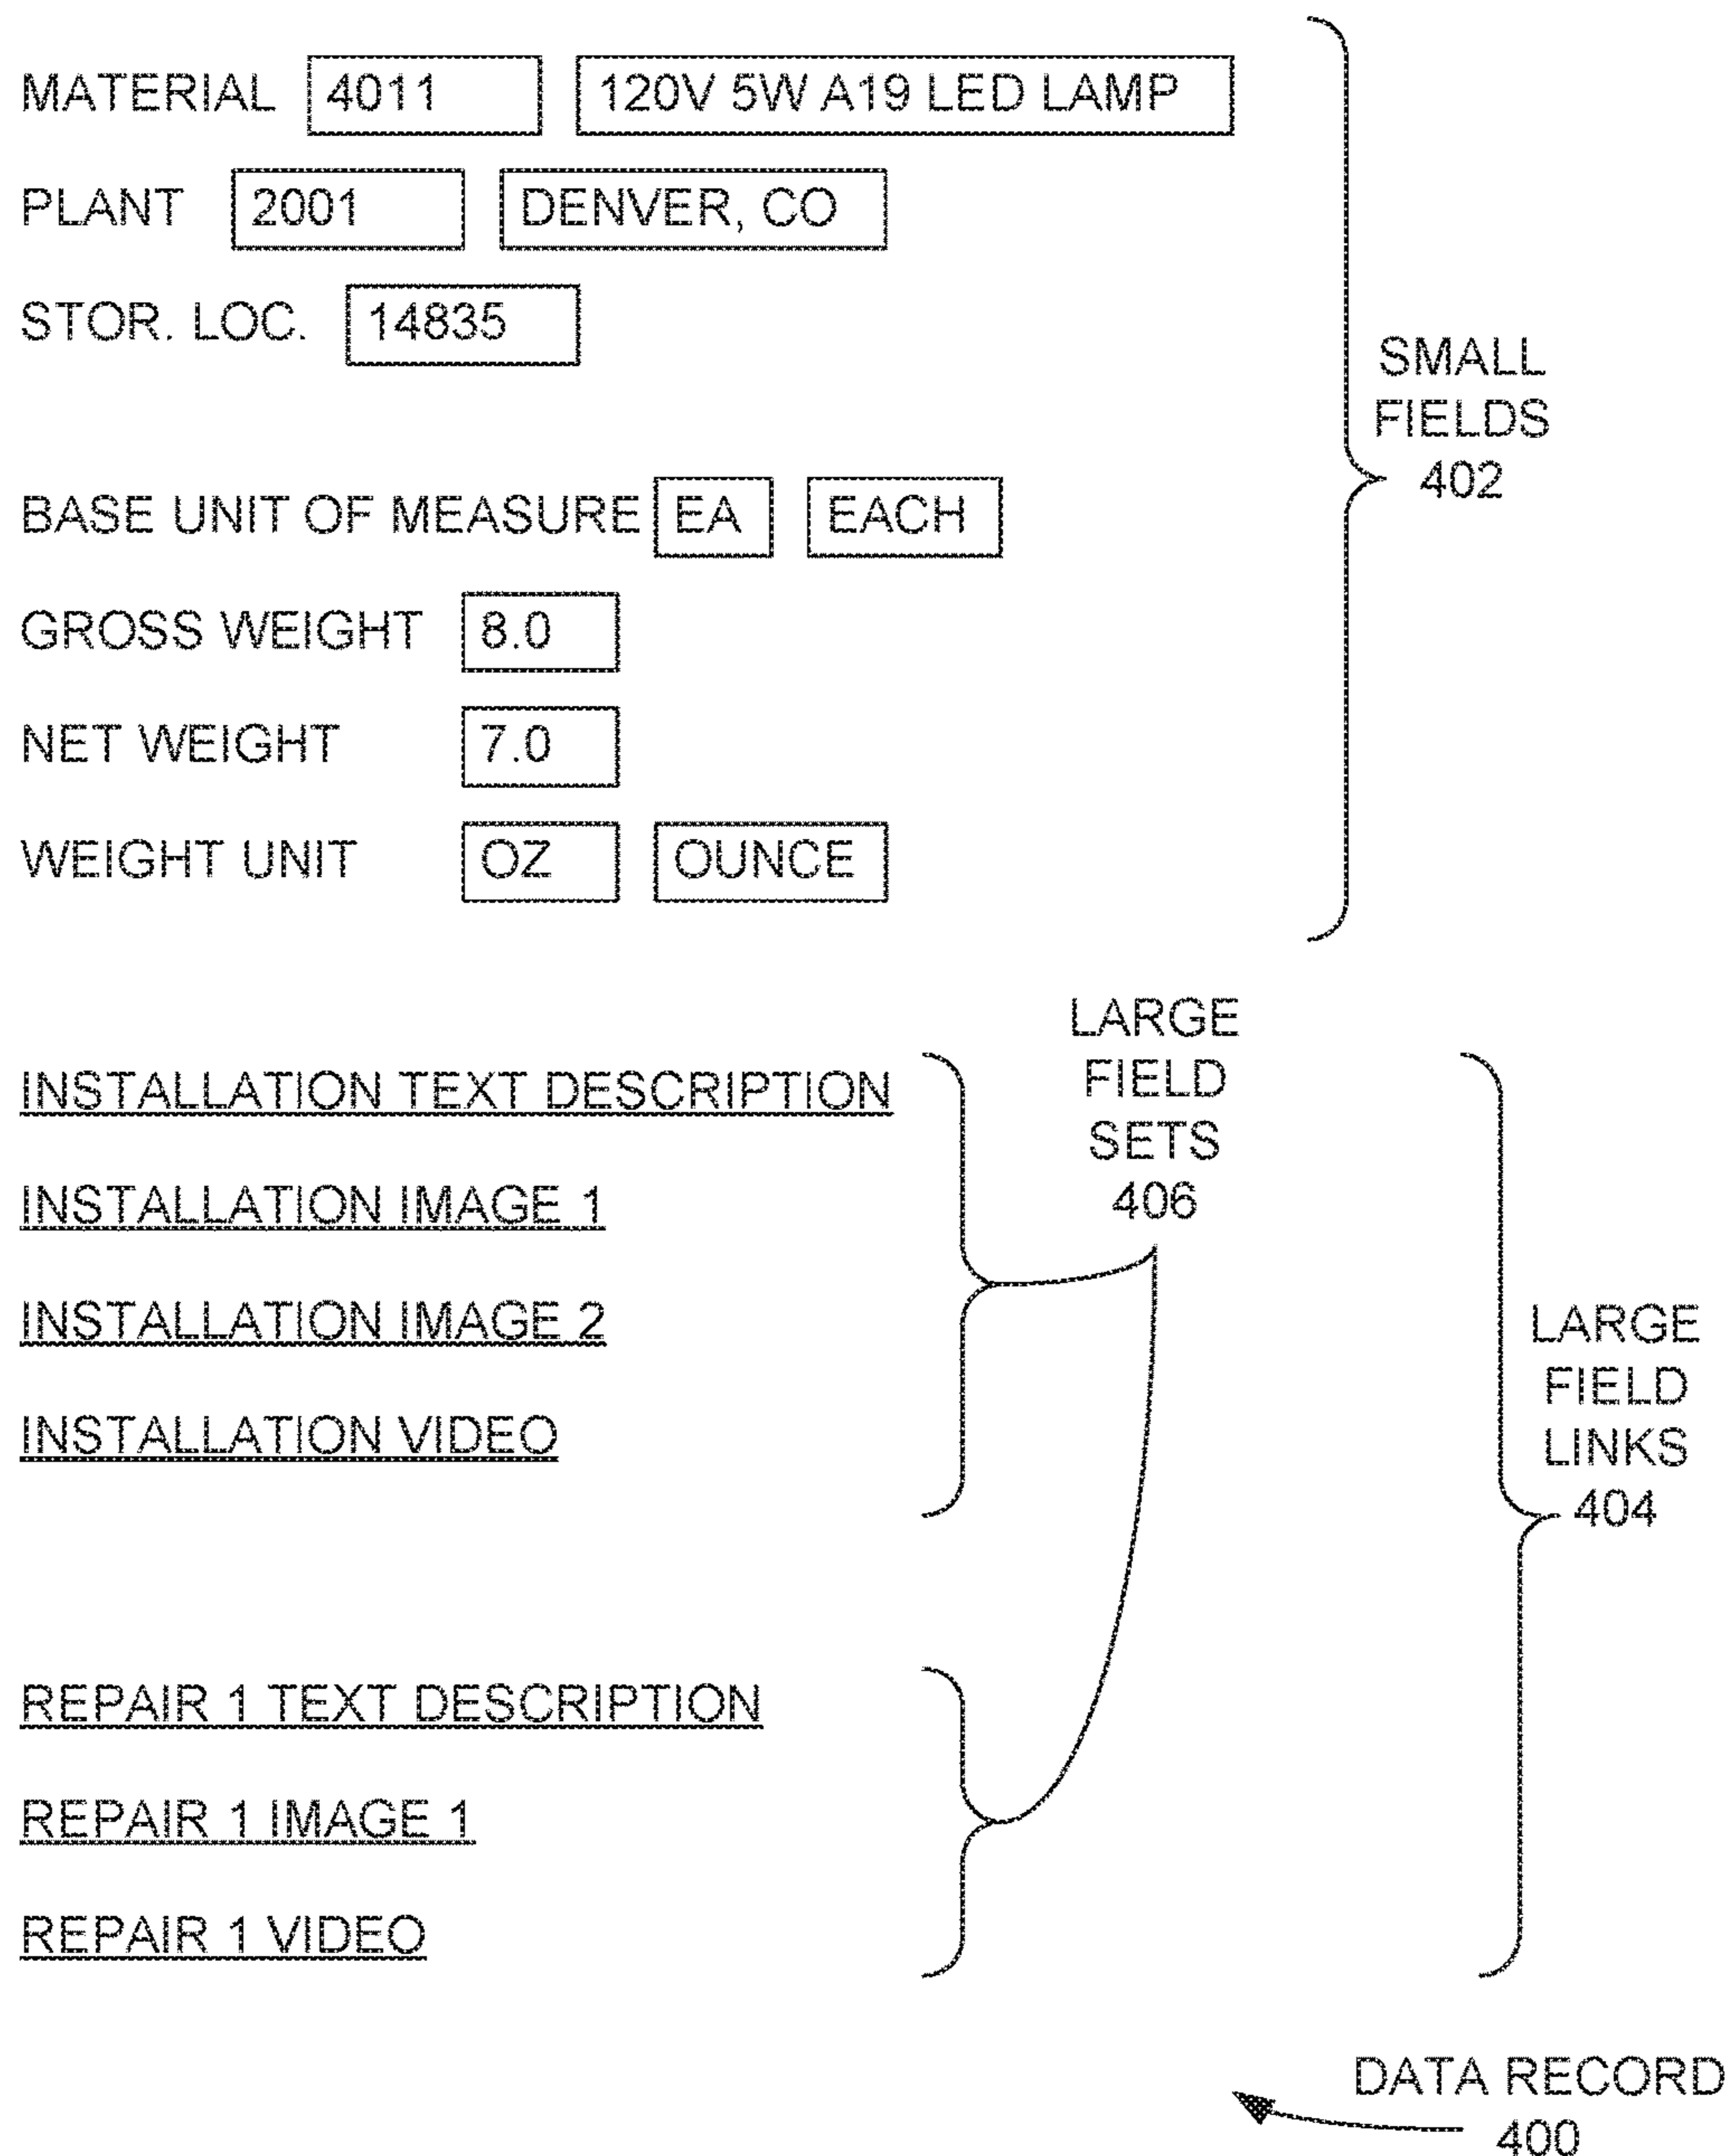 MATERIAL 4011 120V 5W A19 LED LAMP
PLANT 2001 DENVER, CO
STOR. LOC. 14835
SMALL
FIELDS
402
BASE UNIT OF MEASURE EA EACH
GROSS WEIGHT 8.0
NET WEIGHT 7.0
WEIGHT UNIT OZ OUNCE
LARGE
FIELD
SETS
406
INSTALLATION TEXT DESCRIPTION
INSTALLATION IMAGE 1
INSTALLATION IMAGE 2
INSTALLATION VIDEO
LARGE
FIELD
LINKS
404
REPAIR 1 TEXT DESCRIPTION
REPAIR 1 IMAGE 1
REPAIR 1 VIDEO
DATA RECORD
400